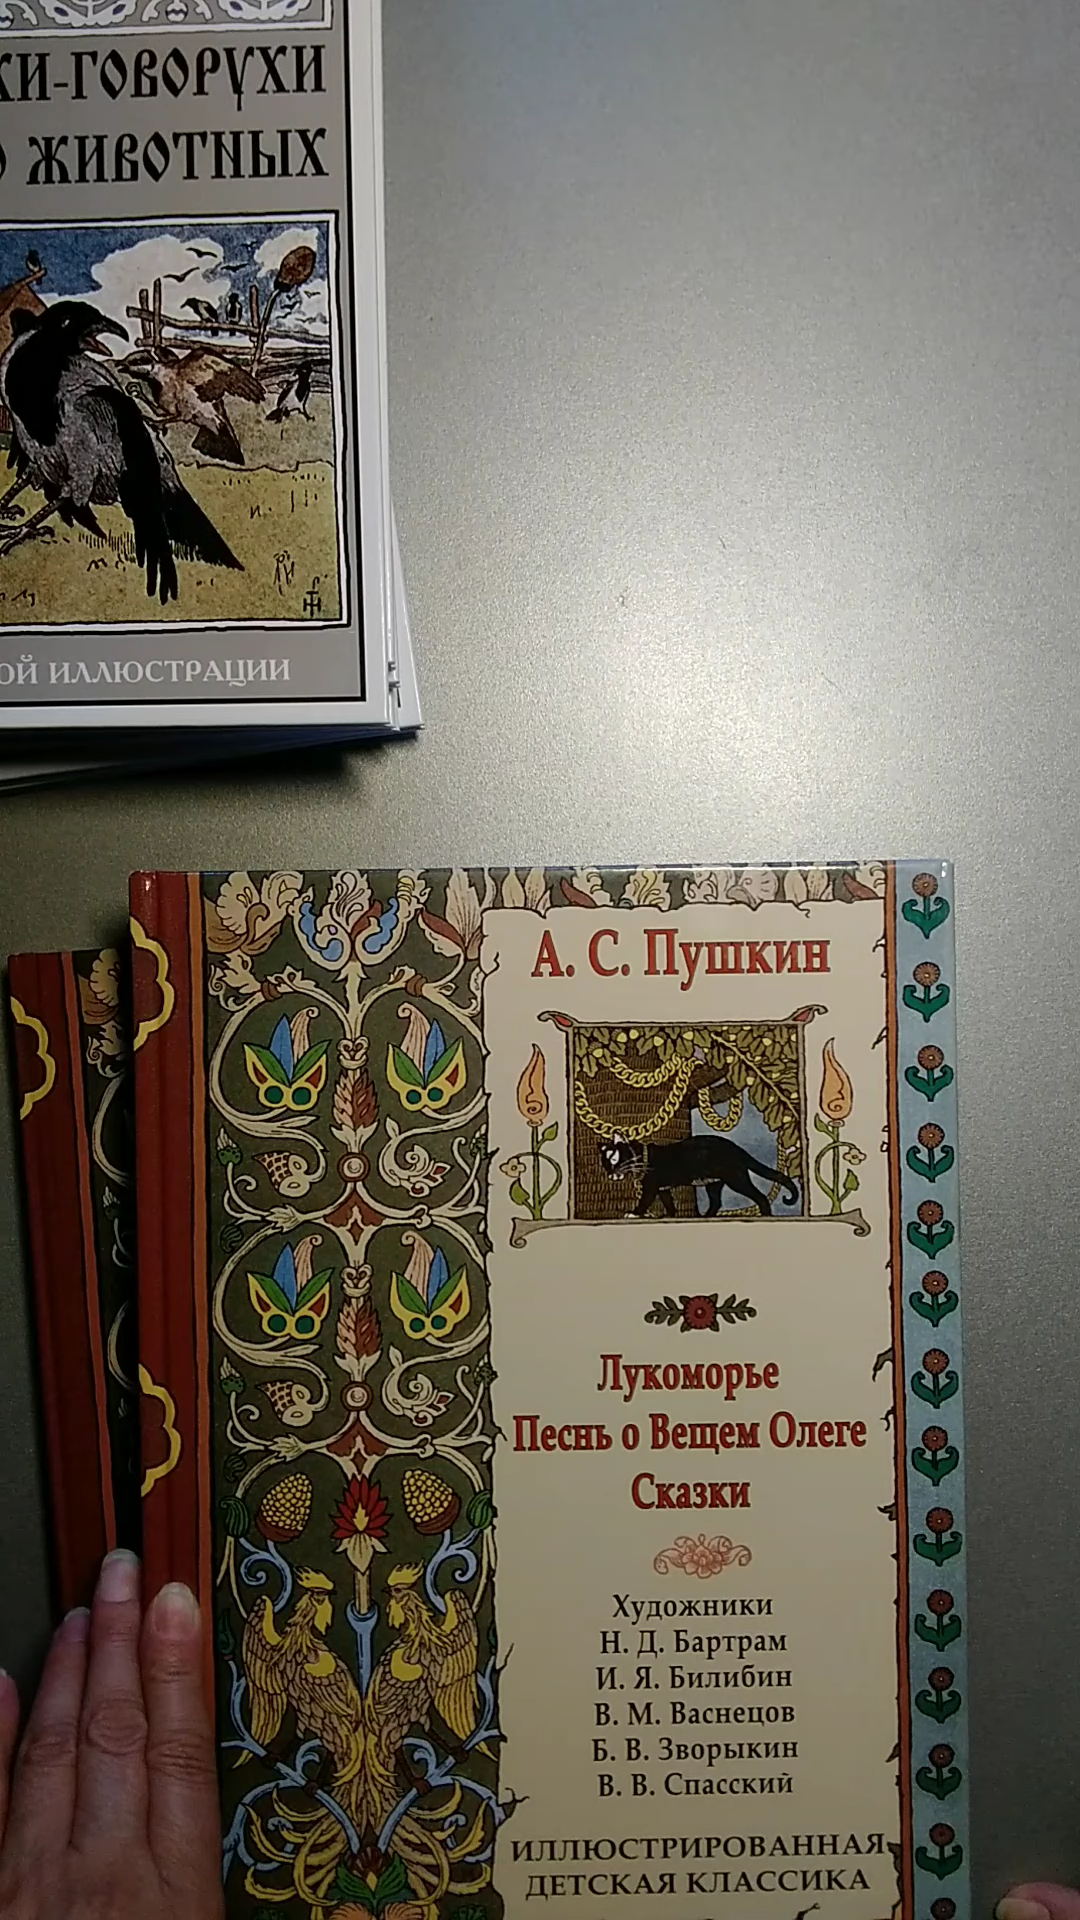 ХИ-ГОВОРУХИ
О ЖИВОТНЫХ
ОЙ ИЛЛЮСТРАЦИИ
А. С. Пушкин
Лукоморье
Песнь о Вещем Олеге
Сказки
Художники
Н. Д. Бартрам
И. Я. Билибин
В. М. Васнецов
Б. В. Зворыкин
В. В. Спасский
ИЛЛЮСТРИРОВАННАЯ
ДЕТСКАЯ КЛАССИКА